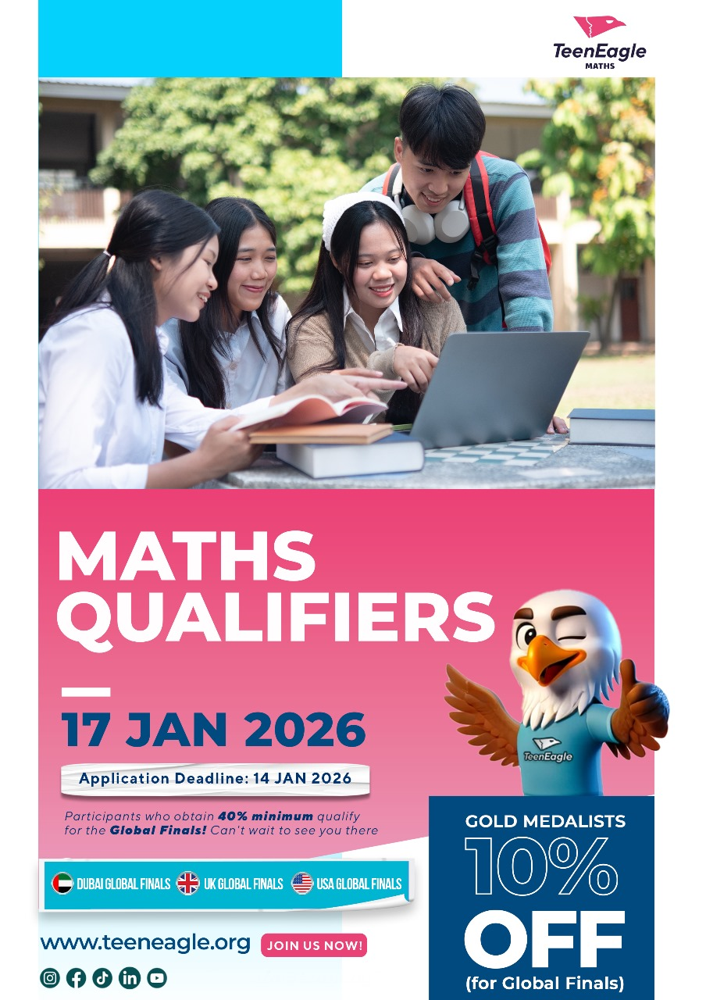 TeenEagle
MATHS
MATHS
QUALIFIERS
17 JAN 2026
Application Deadline: 14 JAN 2026
Participants who obtain 40% minimum qualify
for the Global Finals! Can't wait to see you there
TeenEagle
DUBAI GLOBAL FINALS UK GLOBAL FINALS USA GLOBAL FINALS
www.teeneagle.org JOIN US NOW!
GOLD MEDALISTS
10%
OFF
(for Global Finals)